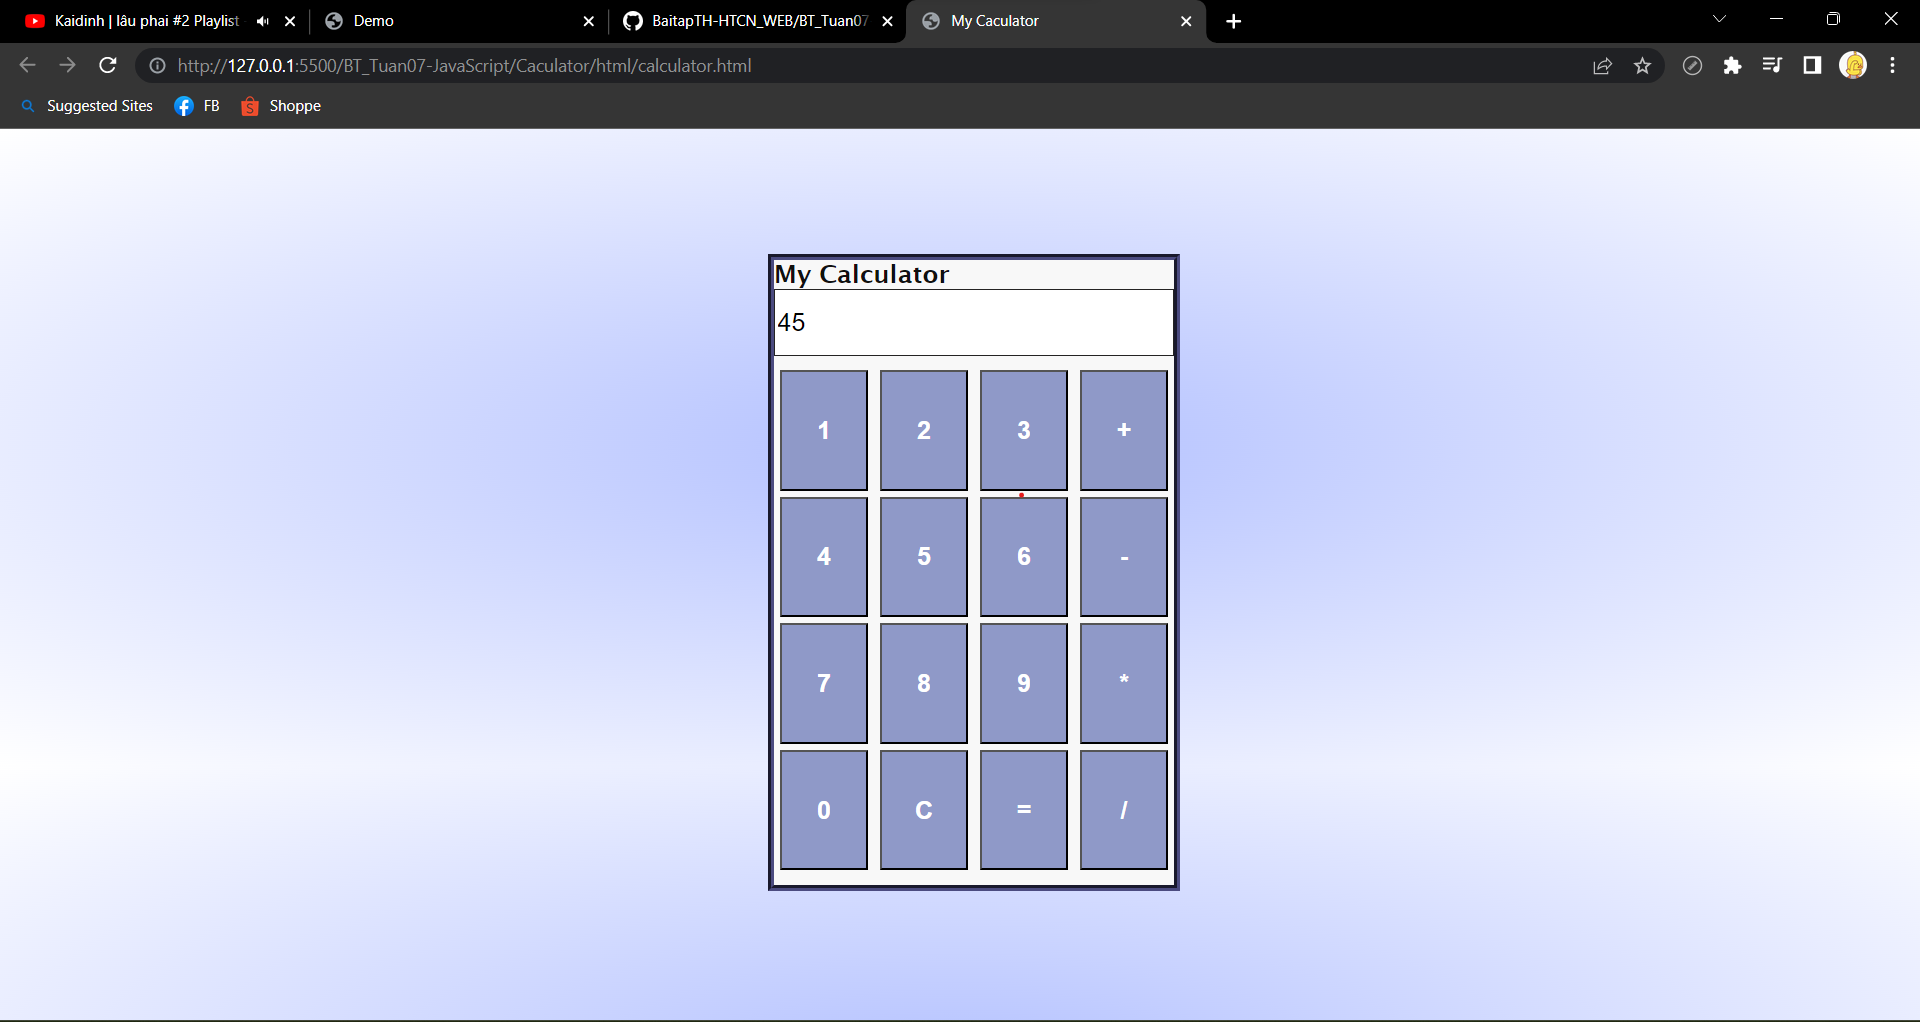 Kaidinh | lâu phai #2 Playlist
Demo
BaitapTH-HTCN_WEB/BT_Tuan07
My Caculator
http://127.0.0.1:5500/BT_Tuan07-JavaScript/Caculator/html/calculator.html
Suggested Sites
FB
Shoppe
My Calculator
45
1 2 3 +
4 5 6 -
7 8 9 *
0 C = /